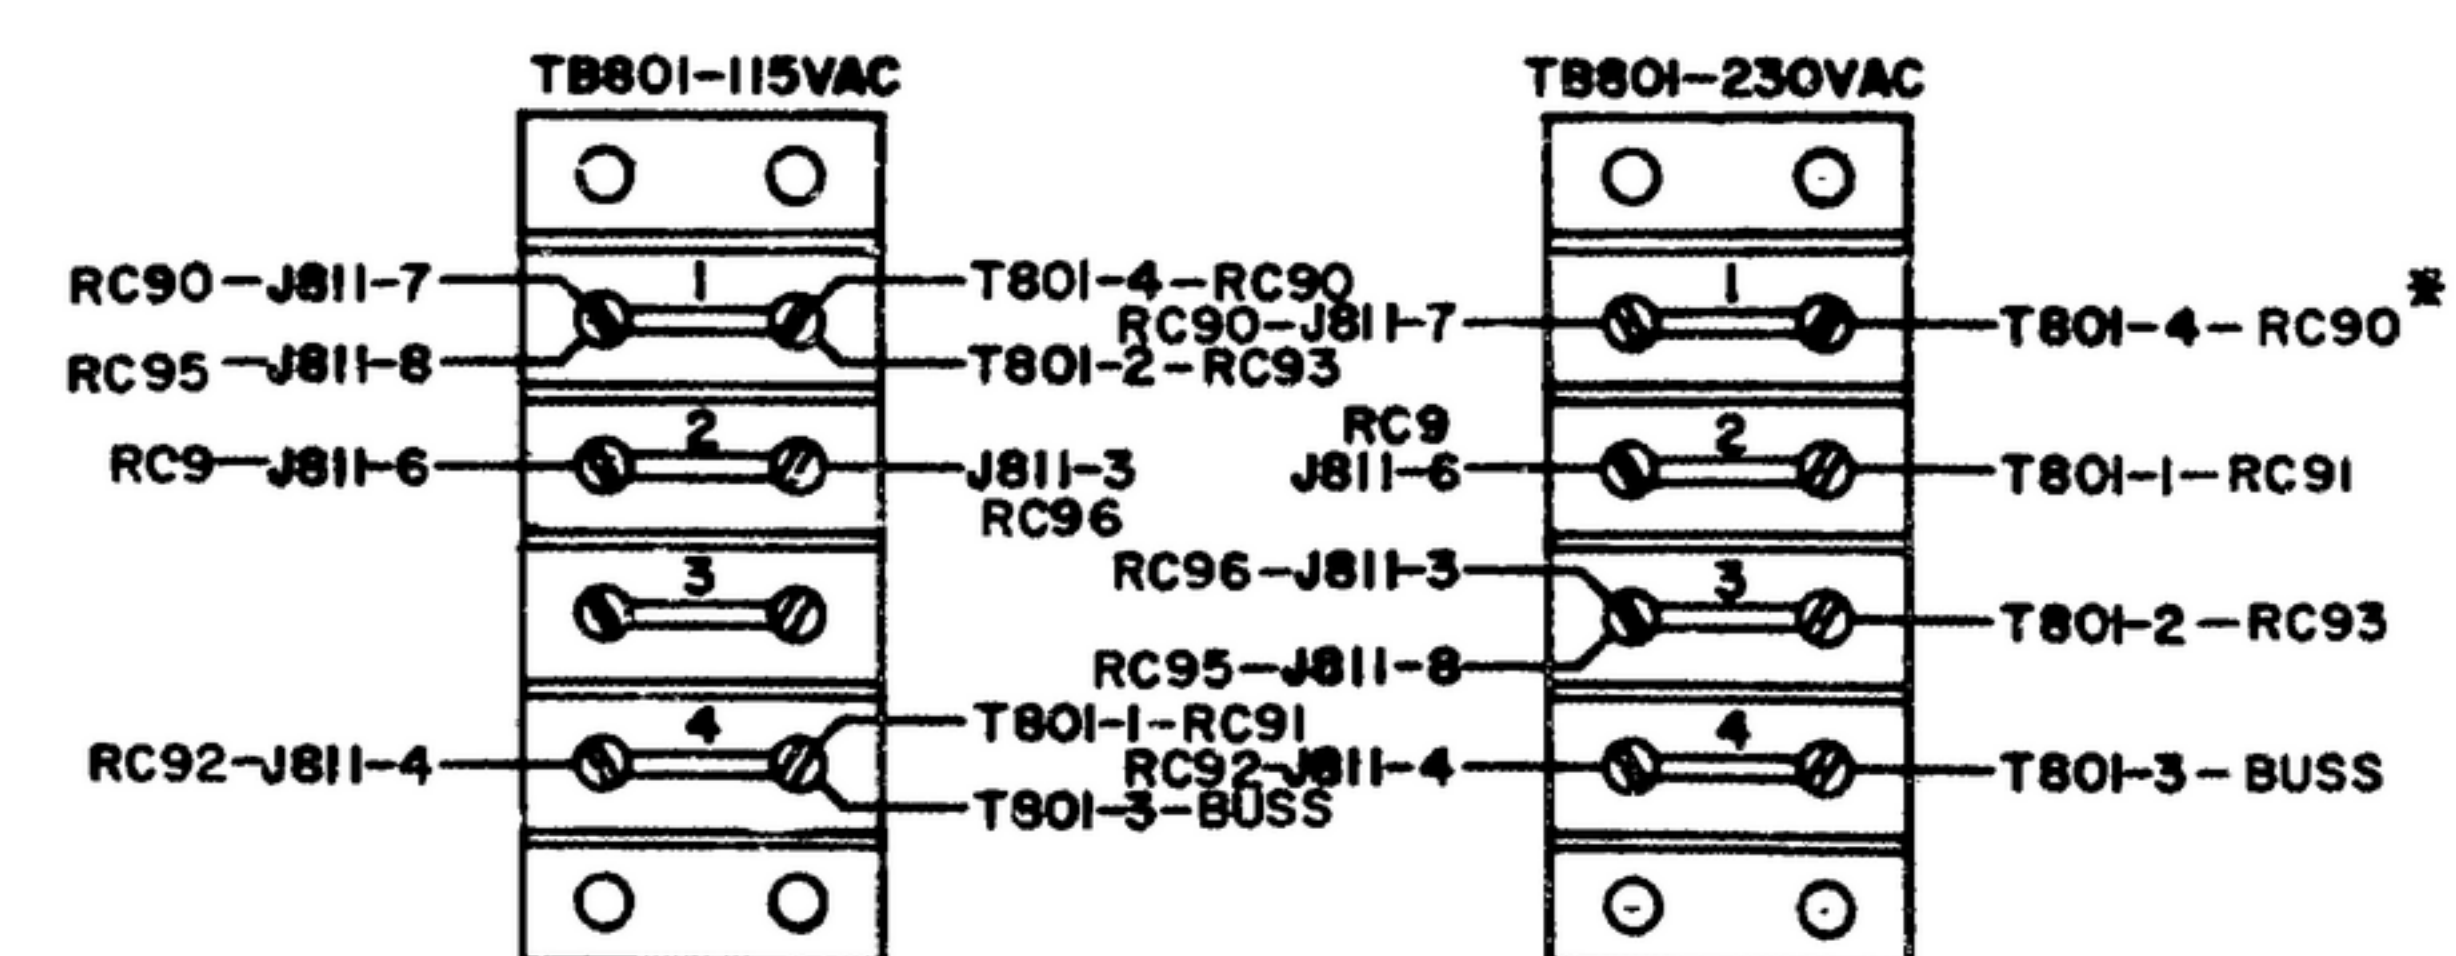 TB801-115VAC
RC90-J811-7
1
T801-4-RC90
RC95-J811-8
T801-2-RC93
2
RC9-J811-6
J811-3
RC96
3
4
T801-1-RC91
RC92-J811-4
T801-3-BUSS
TB801-230VAC
1
RC90-J811-7
T801-4-RC90*
RC9
2
J811-6
T801-1-RC91
RC96-J811-3
3
T801-2-RC93
RC95-J811-8
4
RC92-J811-4
T801-3-BUSS